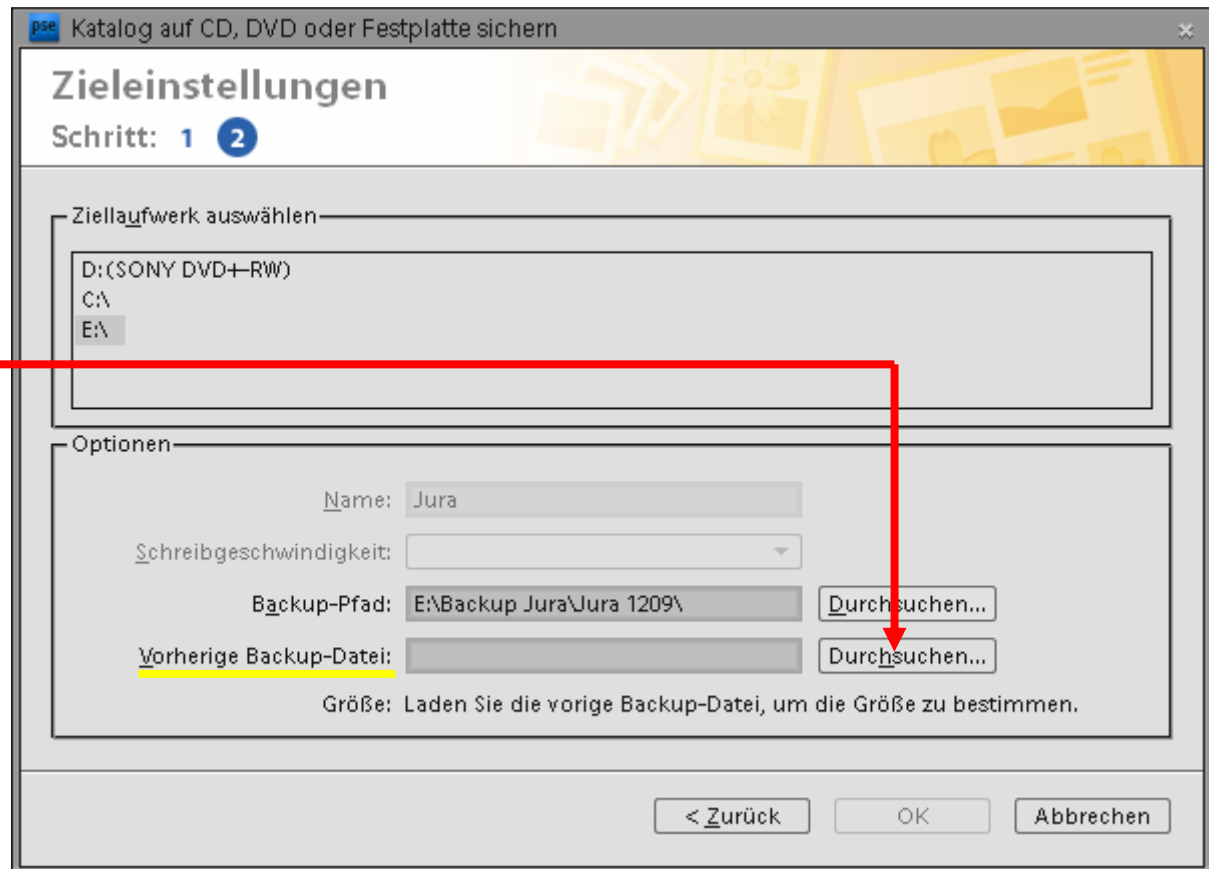 pse Katalog auf CD, DVD oder Festplatte sichern
Zieleinstellungen
Schritt: 1 2
Ziellaufwerk auswählen
D:(SONY DVD+-RW)
C:\
E:\
Optionen
Name: Jura
Schreibgeschwindigkeit:
Backup-Pfad: E:\Backup Jura\Jura 1209\ Durchsuchen...
Vorherige Backup-Datei: Durchsuchen...
Größe: Laden Sie die vorige Backup-Datei, um die Größe zu bestimmen.
< Zurück OK Abbrechen